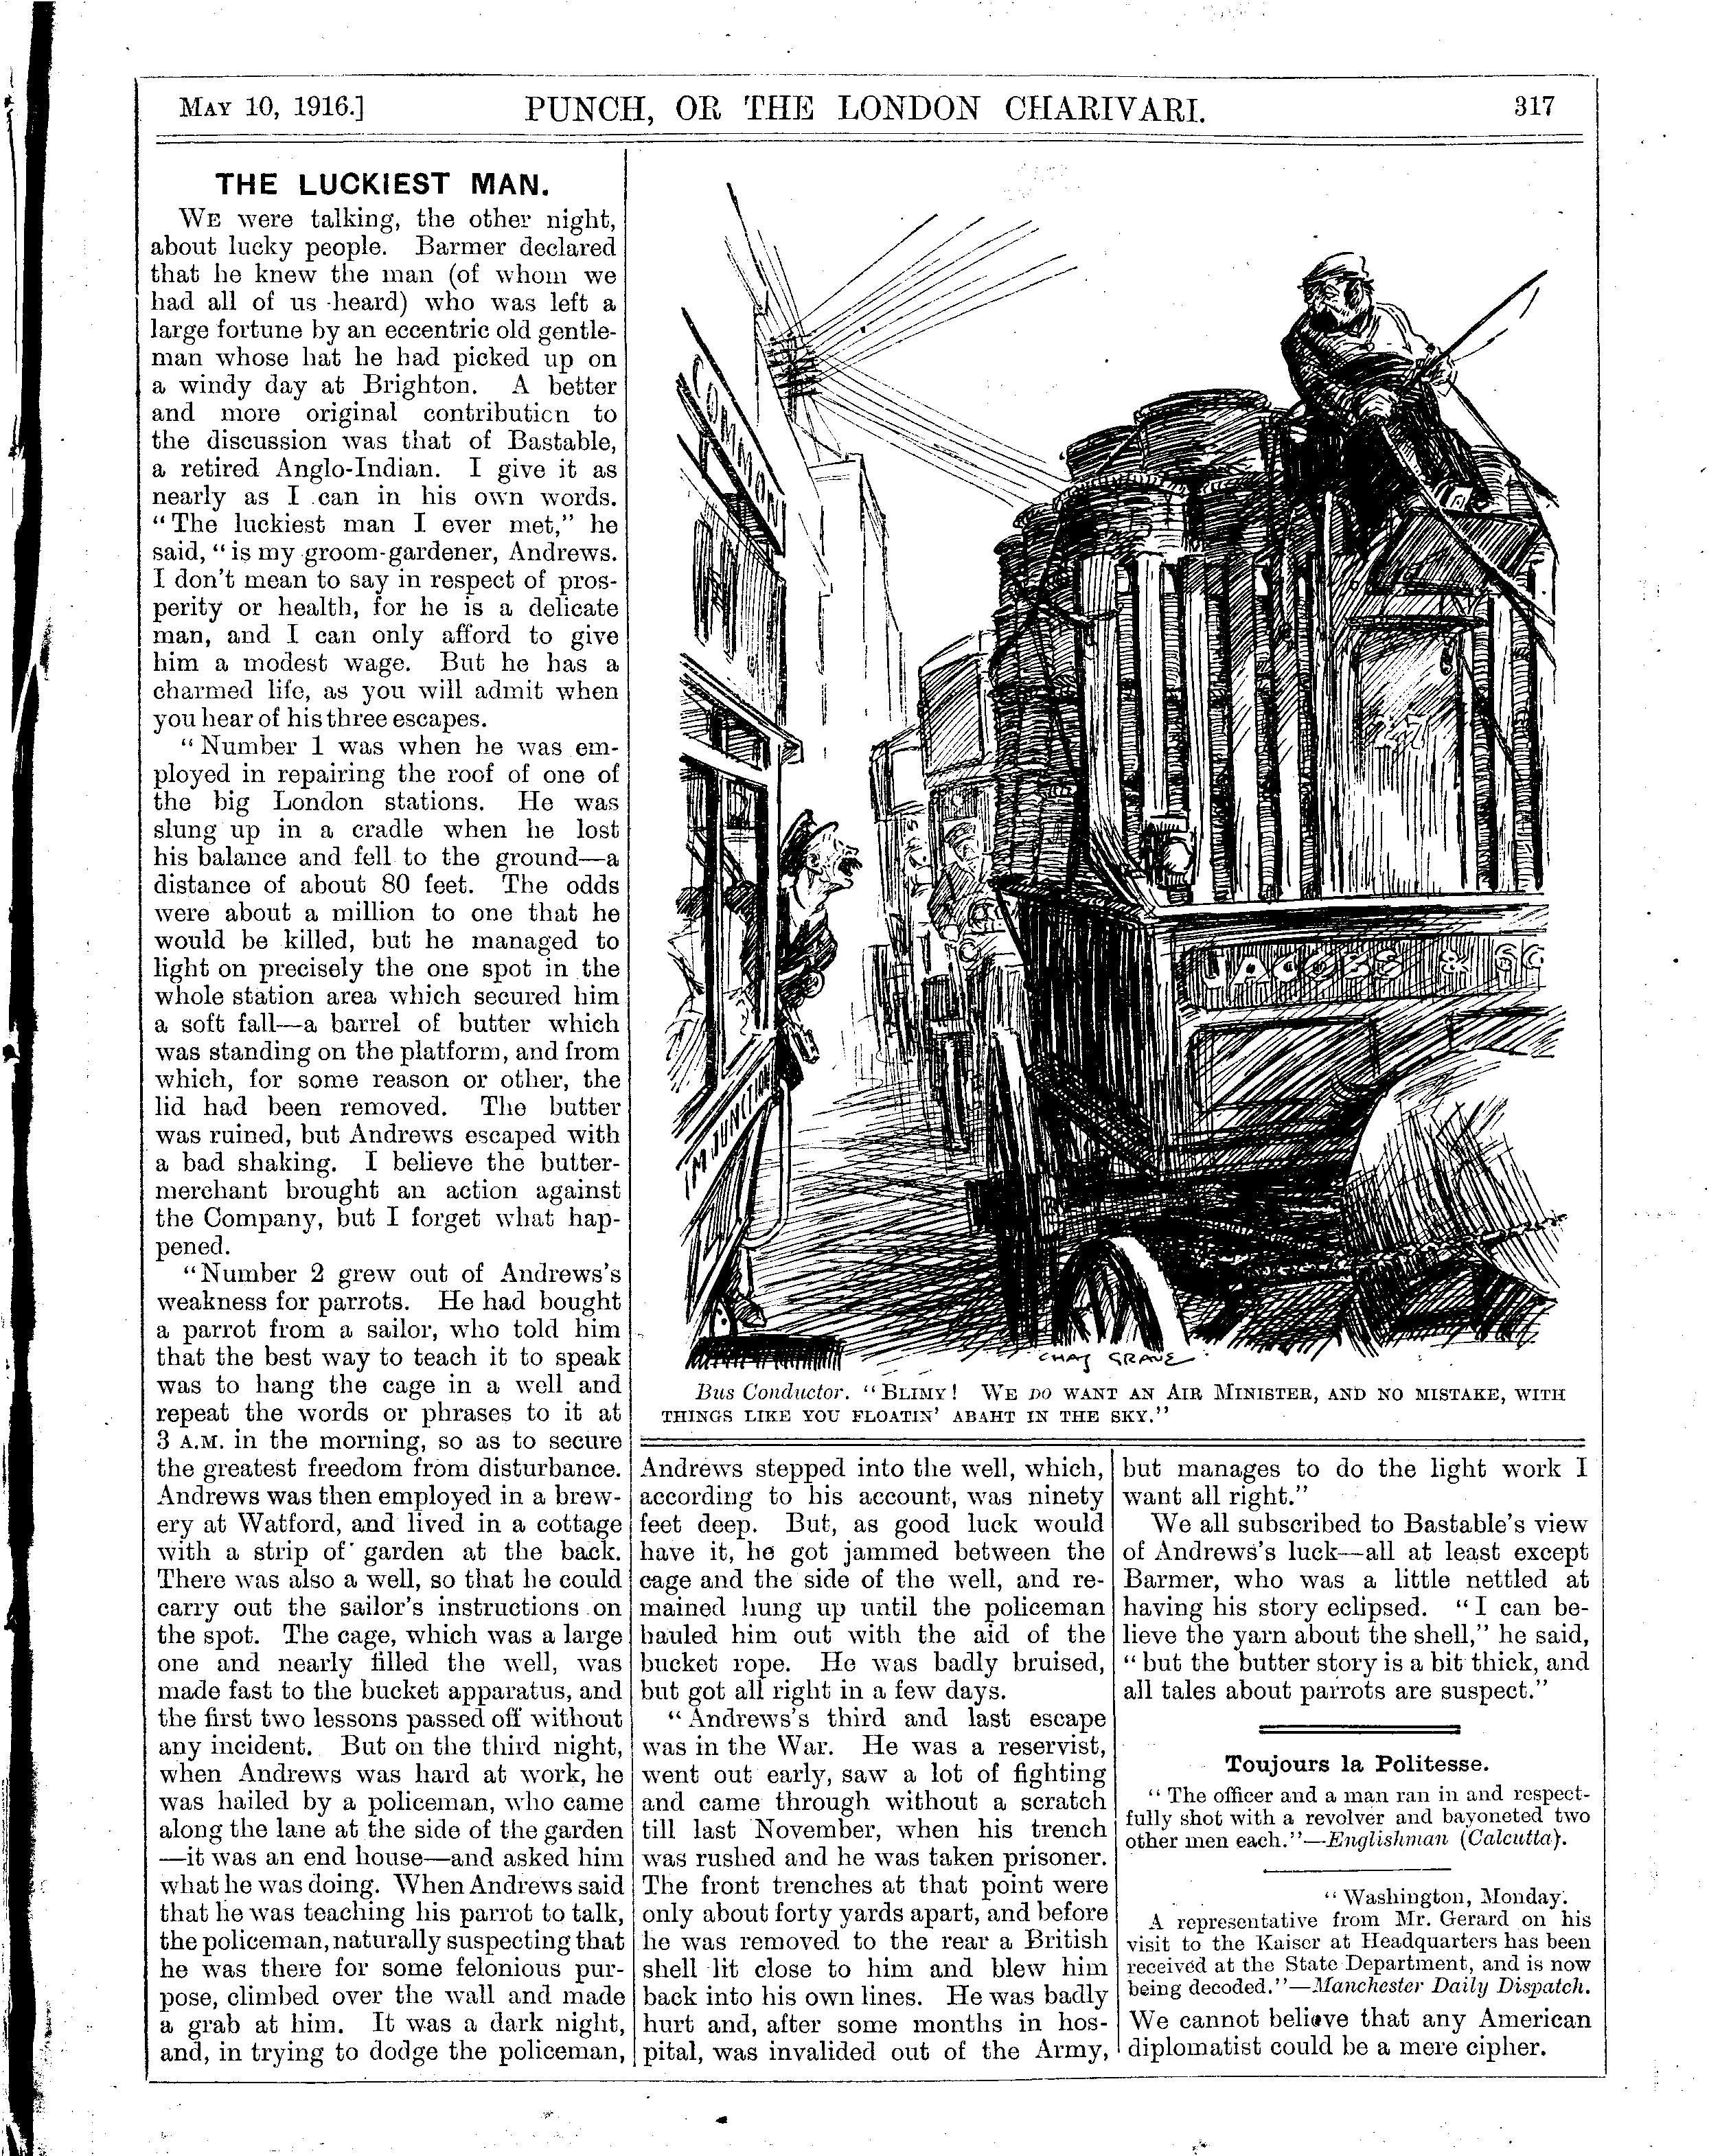 MAY 10, 1916.] PUNCH, OR THE LONDON CHARIVARI. 317
THE LUCKIEST MAN.
WE were talking, the other night,
about lucky people. Barmer declared
that he knew the man (of whom we
had all of us heard) who was left a
large fortune by an eccentric old gentle-
man whose hat he had picked up on
a windy day at Brighton. A better
and more original contribution to
the discussion was that of Bastable,
a retired Anglo-Indian. I give it as
nearly as I can in his own words.
"The luckiest man I ever met," he
said, "is my groom-gardener, Andrews.
I don't mean to say in respect of pros-
perity or health, for he is a delicate
man, and I can only afford to give
him a modest wage. But he has a
charmed life, as you will admit when
you hear of his three escapes.
"Number 1 was when he was em-
ployed in repairing the roof of one of
the big London stations. He was
slung up in a cradle when he lost
his balance and fell to the ground—a
distance of about 80 feet. The odds
were about a million to one that he
would be killed, but he managed to
light on precisely the one spot in the
whole station area which secured him
a soft fall—a barrel of butter which
was standing on the platform, and from
which, for some reason or other, the
lid had been removed. The butter
was ruined, but Andrews escaped with
a bad shaking. I believe the butter-
merchant brought an action against
the Company, but I forget what hap-
pened.
"Number 2 grew out of Andrews's
weakness for parrots. He had bought
a parrot from a sailor, who told him
that the best way to teach it to speak
was to hang the cage in a well and
repeat the words or phrases to it at
3 A.M. in the morning, so as to secure
the greatest freedom from disturbance.
Andrews was then employed in a brew-
ery at Watford, and lived in a cottage
with a strip of garden at the back.
There was also a well, so that he could
carry out the sailor's instructions on
the spot. The cage, which was a large
one and nearly filled the well, was
made fast to the bucket apparatus, and
the first two lessons passed off without
any incident. But on the third night,
when Andrews was hard at work, he
was hailed by a policeman, who came
along the lane at the side of the garden
—it was an end house—and asked him
what he was doing. When Andrews said
that he was teaching his parrot to talk,
the policeman, naturally suspecting that
he was there for some felonious pur-
pose, climbed over the wall and made
a grab at him. It was a dark night,
and, in trying to dodge the policeman,
COMMON
JACOBS & SO
M JUNCTION
CHAS GRAVE
Bus Conductor. "BLIMY! WE DO WANT AN AIR MINISTER, AND NO MISTAKE, WITH
THINGS LIKE YOU FLOATIN' ABAHT IN THE SKY."
Andrews stepped into the well, which,
according to his account, was ninety
feet deep. But, as good luck would
have it, he got jammed between the
cage and the side of the well, and re-
mained hung up until the policeman
hauled him out with the aid of the
bucket rope. He was badly bruised,
but got all right in a few days.
"Andrews's third and last escape
was in the War. He was a reservist,
went out early, saw a lot of fighting
and came through without a scratch
till last November, when his trench
was rushed and he was taken prisoner.
The front trenches at that point were
only about forty yards apart, and before
he was removed to the rear a British
shell lit close to him and blew him
back into his own lines. He was badly
hurt and, after some months in hos-
pital, was invalided out of the Army,
but manages to do the light work I
want all right."
We all subscribed to Bastable's view
of Andrews's luck—all at least except
Barmer, who was a little nettled at
having his story eclipsed. "I can be-
lieve the yarn about the shell," he said,
"but the butter story is a bit thick, and
all tales about parrots are suspect."
Toujours la Politesse.
"The officer and a man ran in and respect-
fully shot with a revolver and bayoneted two
other men each."—Englishman (Calcutta).
"Washington, Monday.
A representative from Mr. Gerard on his
visit to the Kaiser at Headquarters has been
received at the State Department, and is now
being decoded."—Manchester Daily Dispatch.
We cannot believe that any American
diplomatist could be a mere cipher.